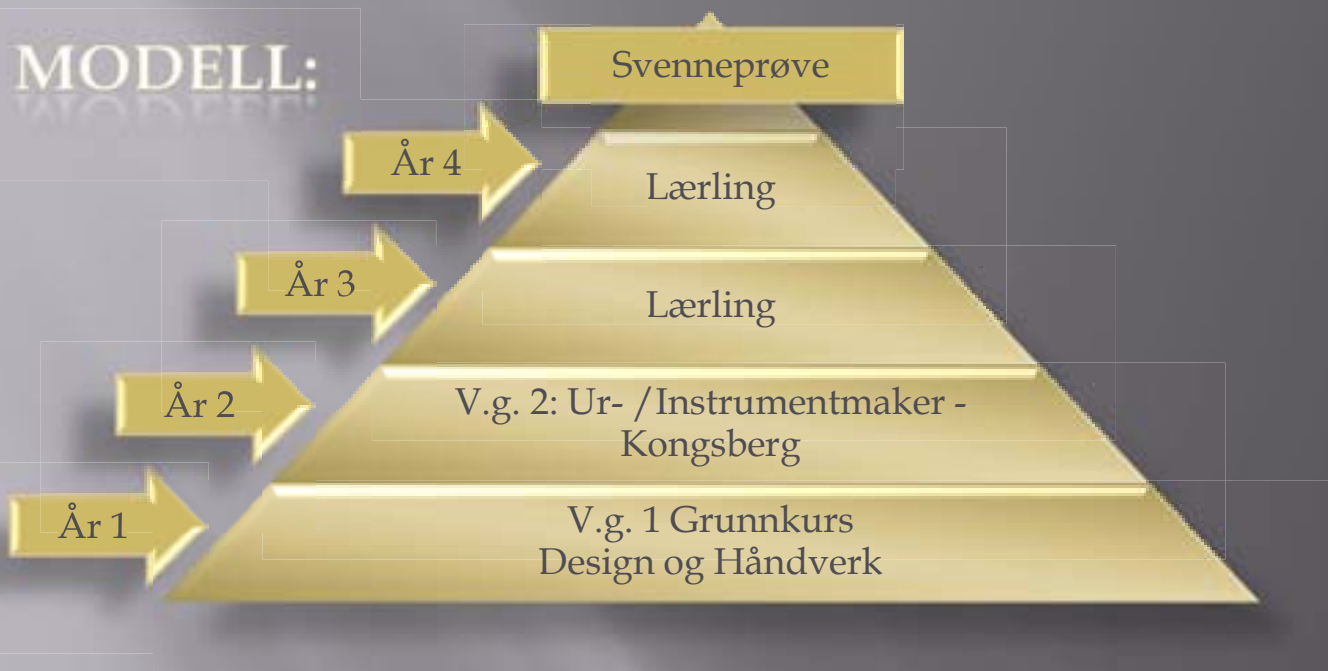 MODELL:
Svenneprøve
År 4
Lærling
År 3
Lærling
År 2
V.g. 2: Ur- /Instrumentmaker -
Kongsberg
År 1
V.g. 1 Grunnkurs
Design og Håndverk